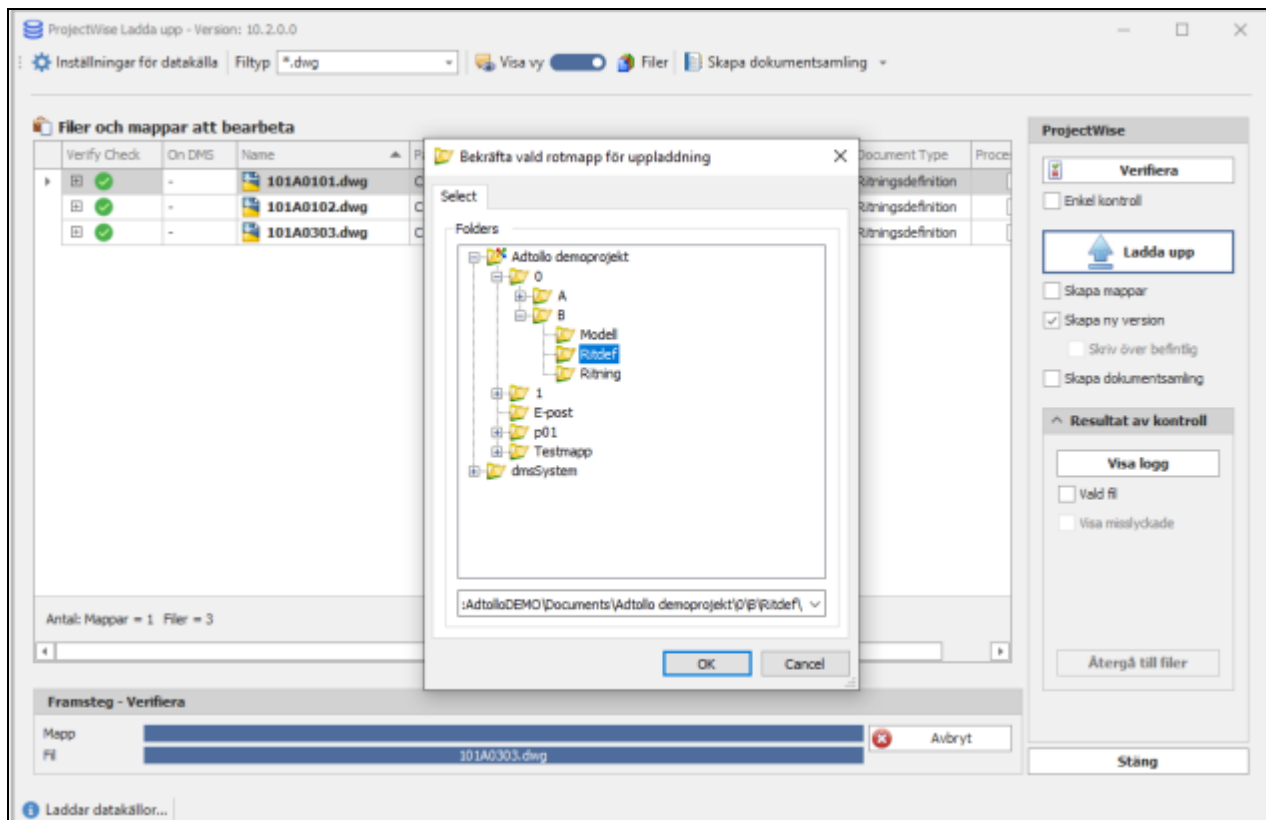 ProjectWise Ladda upp - Version: 10.2.0.0
Inställningar för datakälla Filtyp *.dwg Visa vy Filer Skapa dokumentsamling
Filer och mappar att bearbeta
Verify Check On DMS Name Document Type
- 101A0101.dwg Ritningsdefinition
- 101A0102.dwg Ritningsdefinition
- 101A0303.dwg Ritningsdefinition
Antal: Mappar = 1 Filer = 3
Bekräfta vald rotmapp för uppladdning
Select
Folders
Adtollo demoprojekt
0
A
B
Modell
Ritdef
Ritning
1
E-post
p01
Testmapp
dmsSystem
:AdtolloDEMO\Documents\Adtollo demoprojekt\0\B\Ritdef\
OK Cancel
ProjectWise
Verifiera
Enkel kontroll
Ladda upp
Skapa mappar
Skapa ny version
Skriv över befintlig
Skapa dokumentsamling
Resultat av kontroll
Visa logg
Vald fil
Visa misslyckade
Återgå till filer
Framsteg - Verifiera
Mapp
Fil 101A0303.dwg
Avbryt
Stäng
Laddar datakällor...